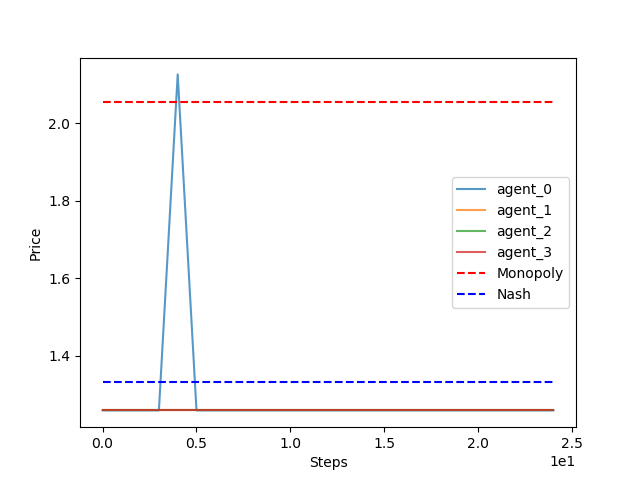 2.0
1.8
1.6
1.4
Price
0.0
0.5
1.0
1.5
2.0
2.5
1e1
Steps
agent_0
agent_1
agent_2
agent_3
Monopoly
Nash